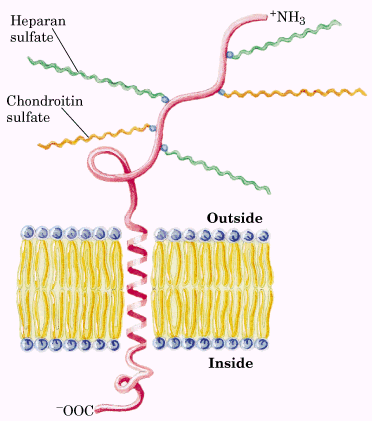 Heparan
sulfate
⁺NH₃
Chondroitin
sulfate
Outside
Inside
⁻OOC